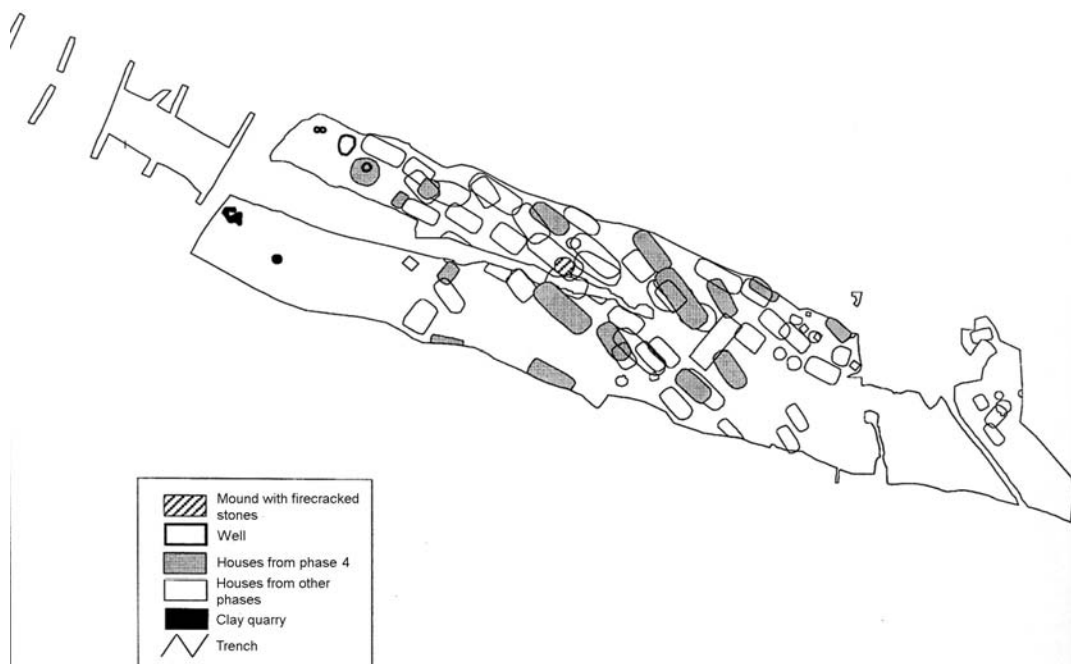 Mound with firecracked
stones
Well
Houses from phase 4
Houses from other
phases
Clay quarry
Trench